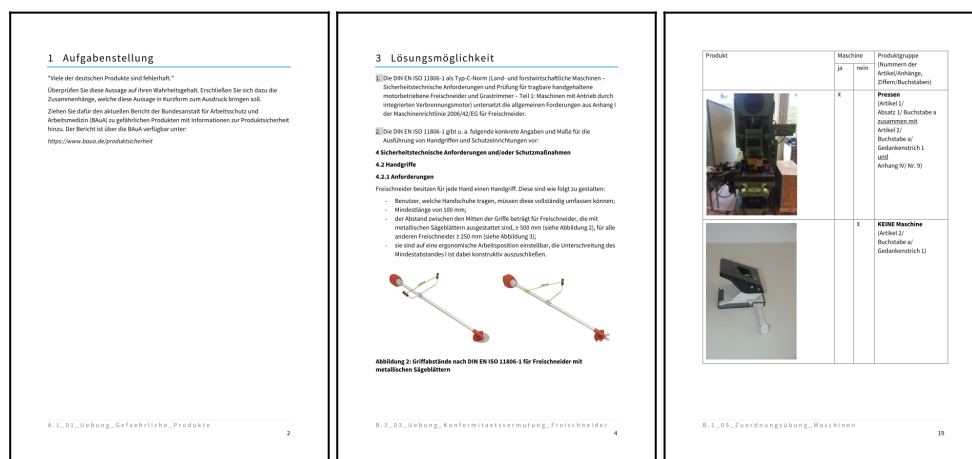 1 Aufgabenstellung
"Viele der deutschen Produkte sind fehlerhaft."
Überprüfen Sie diese Aussage auf ihren Wahrheitsgehalt. Erschließen Sie sich dazu die
Zusammenhänge, welche diese Aussage in Kurzform zum Ausdruck bringen soll.
Ziehen Sie dafür den aktuellen Bericht der Bundesanstalt für Arbeitsschutz und
Arbeitsmedizin (BAuA) zu gefährlichen Produkten mit Informationen zur Produktsicherheit
hinzu. Der Bericht ist über die BAuA verfügbar unter:
https://www.baua.de/produktsicherheit
A.1_01_Uebung_Gefaehrliche_Produkte
2
3 Lösungsmöglichkeit
1. Die DIN EN ISO 11806-1 als Typ-C-Norm (Land- und forstwirtschaftliche Maschinen –
Sicherheitstechnische Anforderungen und Prüfung für tragbare handgehaltene
motorbetriebene Freischneider und Grastrimmer – Teil 1: Maschinen mit Antrieb durch
integrierten Verbrennungsmotor) untersetzt die allgemeinen Forderungen aus Anhang I
der Maschinenrichtlinie 2006/42/EG für Freischneider.
2. Die DIN EN ISO 11806-1 gibt u. a. folgende konkrete Angaben und Maße für die
Ausführung von Handgriffen und Schutzeinrichtungen vor:
4 Sicherheitstechnische Anforderungen und/oder Schutzmaßnahmen
4.2 Handgriffe
4.2.1 Anforderungen
Freischneider besitzen für jede Hand einen Handgriff. Diese sind wie folgt zu gestalten:
- Benutzer, welche Handschuhe tragen, müssen diese vollständig umfassen können;
- Mindestlänge von 100 mm;
- der Abstand zwischen den Mitten der Griffe beträgt für Freischneider, die mit
metallischen Sägeblättern ausgestattet sind, ≥ 500 mm (siehe Abbildung 2), für alle
anderen Freischneider ≥ 250 mm (siehe Abbildung 3);
- sie sind auf eine ergonomische Arbeitsposition einstellbar, die Unterschreitung des
Mindestabstandes l ist dabei konstruktiv auszuschließen.
Abbildung 2: Griffabstände nach DIN EN ISO 11806-1 für Freischneider mit
metallischen Sägeblättern
B.3_03_Uebung_Konformitaetsvermutung_Freischneider
4
Produkt
Maschine
ja nein
Produktgruppe
(Nummern der
Artikel/Anhänge,
Ziffern/Buchstaben)
X
Pressen
(Artikel 1/
Absatz 1/ Buchstabe a
zusammen mit
Artikel 2/
Buchstabe a/
Gedankenstrich 1
und
Anhang IV/ Nr. 9)
X
KEINE Maschine
(Artikel 2/
Buchstabe a/
Gedankenstrich 1)
B.1_05_Zuordnungsübung_Maschinen
19